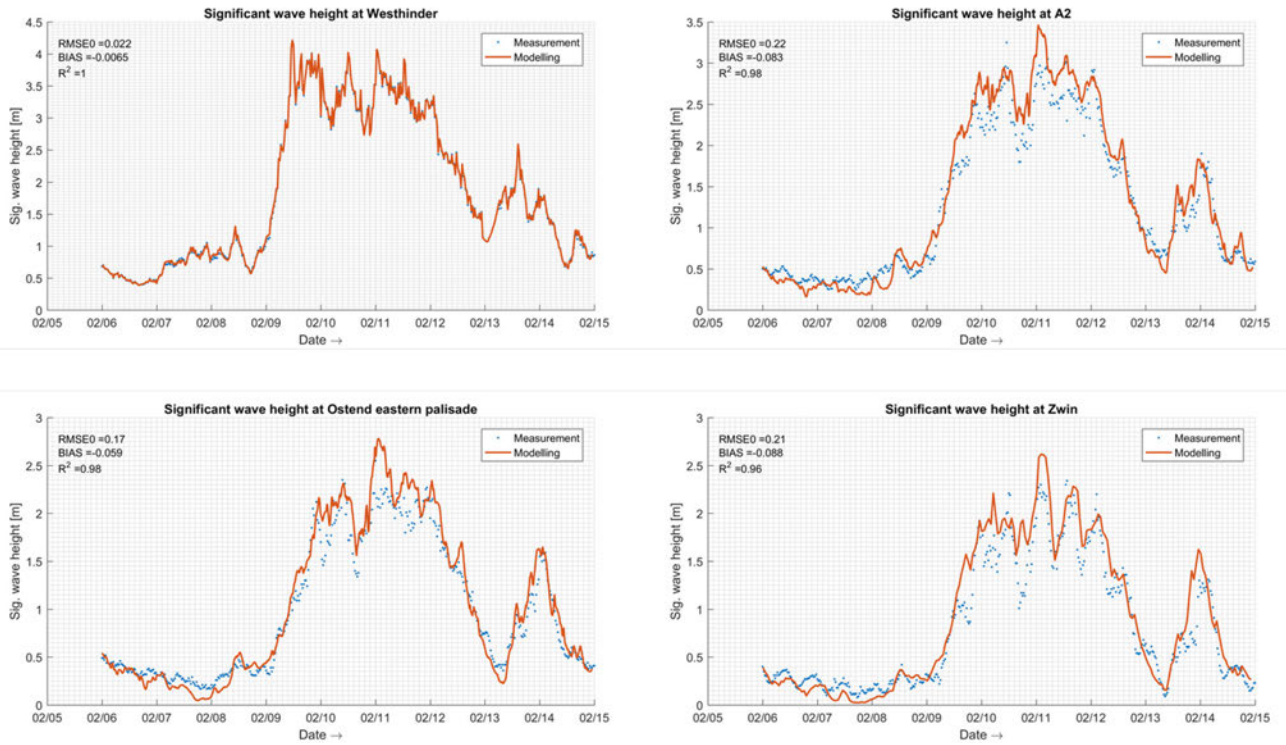 Significant wave height at Westhinder
RMSE0 =0.022
BIAS =-0.0065
R² =1
Measurement
Modelling
Sig. wave height [m]
4.5
4
3.5
3
2.5
2
1.5
1
0.5
0
02/05 02/06 02/07 02/08 02/09 02/10 02/11 02/12 02/13 02/14 02/15
Date →
Significant wave height at A2
RMSE0 =0.22
BIAS =-0.083
R² =0.98
Measurement
Modelling
Sig. wave height [m]
3.5
3
2.5
2
1.5
1
0.5
0
02/05 02/06 02/07 02/08 02/09 02/10 02/11 02/12 02/13 02/14 02/15
Date →
Significant wave height at Ostend eastern palisade
RMSE0 =0.17
BIAS =-0.059
R² =0.98
Measurement
Modelling
Sig. wave height [m]
3
2.5
2
1.5
1
0.5
0
02/05 02/06 02/07 02/08 02/09 02/10 02/11 02/12 02/13 02/14 02/15
Date →
Significant wave height at Zwin
RMSE0 =0.21
BIAS =-0.088
R² =0.96
Measurement
Modelling
Sig. wave height [m]
3
2.5
2
1.5
1
0.5
0
02/05 02/06 02/07 02/08 02/09 02/10 02/11 02/12 02/13 02/14 02/15
Date →